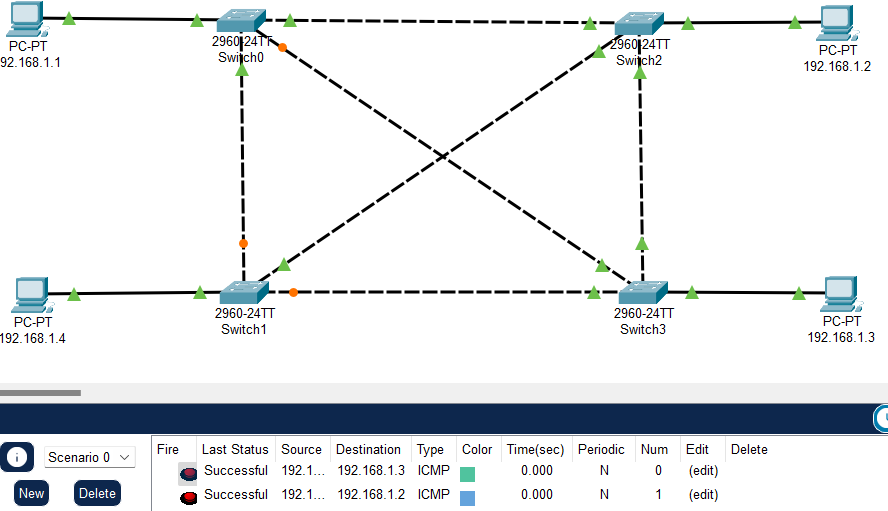 2960-24TT
Switch0
2960-24TT
Switch2
PC-PT
92.168.1.1
PC-PT
192.168.1.2
PC-PT
192.168.1.4
2960-24TT
Switch1
2960-24TT
Switch3
PC-PT
192.168.1.3
Scenario 0
New
Delete
Fire Last Status Source Destination Type Color Time(sec) Periodic Num Edit Delete
Successful 192.1... 192.168.1.3 ICMP 0.000 N 0 (edit)
Successful 192.1... 192.168.1.2 ICMP 0.000 N 1 (edit)